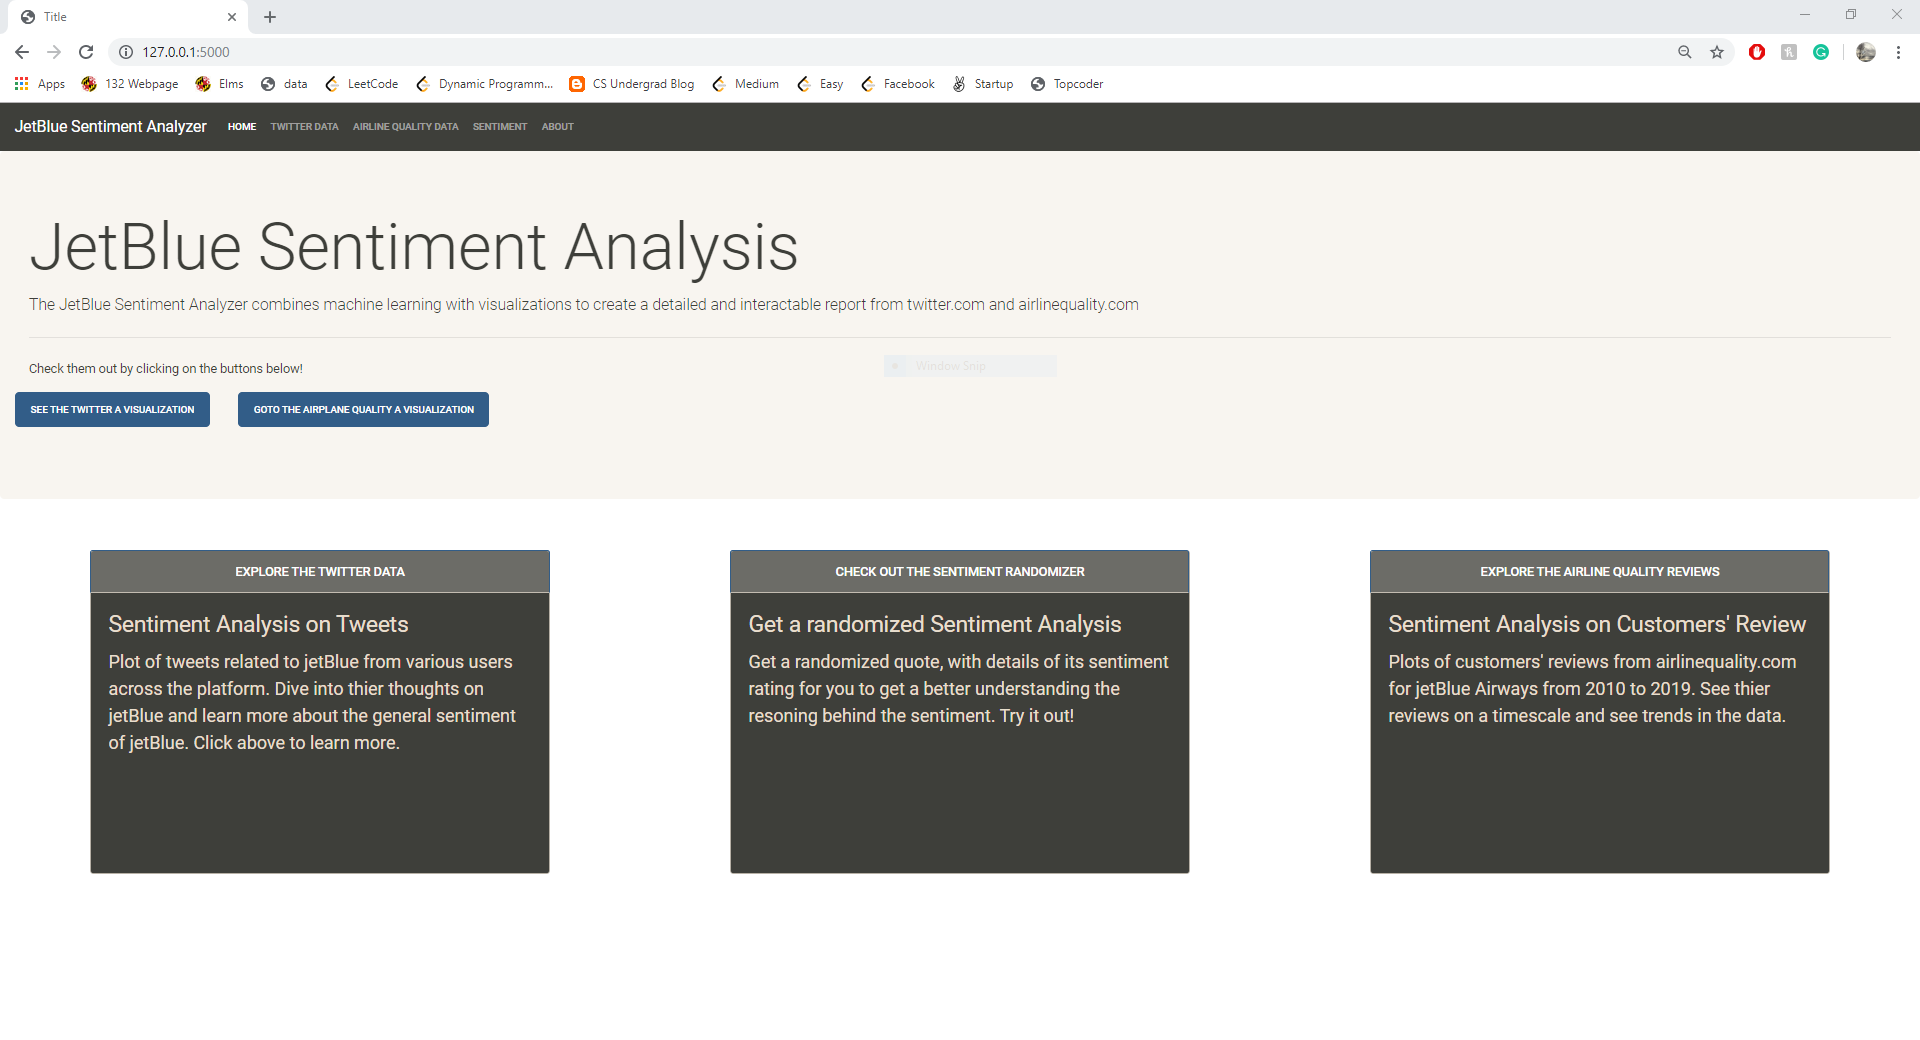 Title
127.0.0.1:5000
Apps 132 Webpage Elms data LeetCode Dynamic Programm... CS Undergrad Blog Medium Easy Facebook Startup Topcoder
JetBlue Sentiment Analyzer HOME TWITTER DATA AIRLINE QUALITY DATA SENTIMENT ABOUT
JetBlue Sentiment Analysis
The JetBlue Sentiment Analyzer combines machine learning with visualizations to create a detailed and interactable report from twitter.com and airlinequality.com
Check them out by clicking on the buttons below!
Window Snip
SEE THE TWITTER A VISUALIZATION GOTO THE AIRPLANE QUALITY A VISUALIZATION
EXPLORE THE TWITTER DATA
Sentiment Analysis on Tweets
Plot of tweets related to jetBlue from various users
across the platform. Dive into thier thoughts on
jetBlue and learn more about the general sentiment
of jetBlue. Click above to learn more.
CHECK OUT THE SENTIMENT RANDOMIZER
Get a randomized Sentiment Analysis
Get a randomized quote, with details of its sentiment
rating for you to get a better understanding the
resoning behind the sentiment. Try it out!
EXPLORE THE AIRLINE QUALITY REVIEWS
Sentiment Analysis on Customers' Review
Plots of customers' reviews from airlinequality.com
for jetBlue Airways from 2010 to 2019. See thier
reviews on a timescale and see trends in the data.